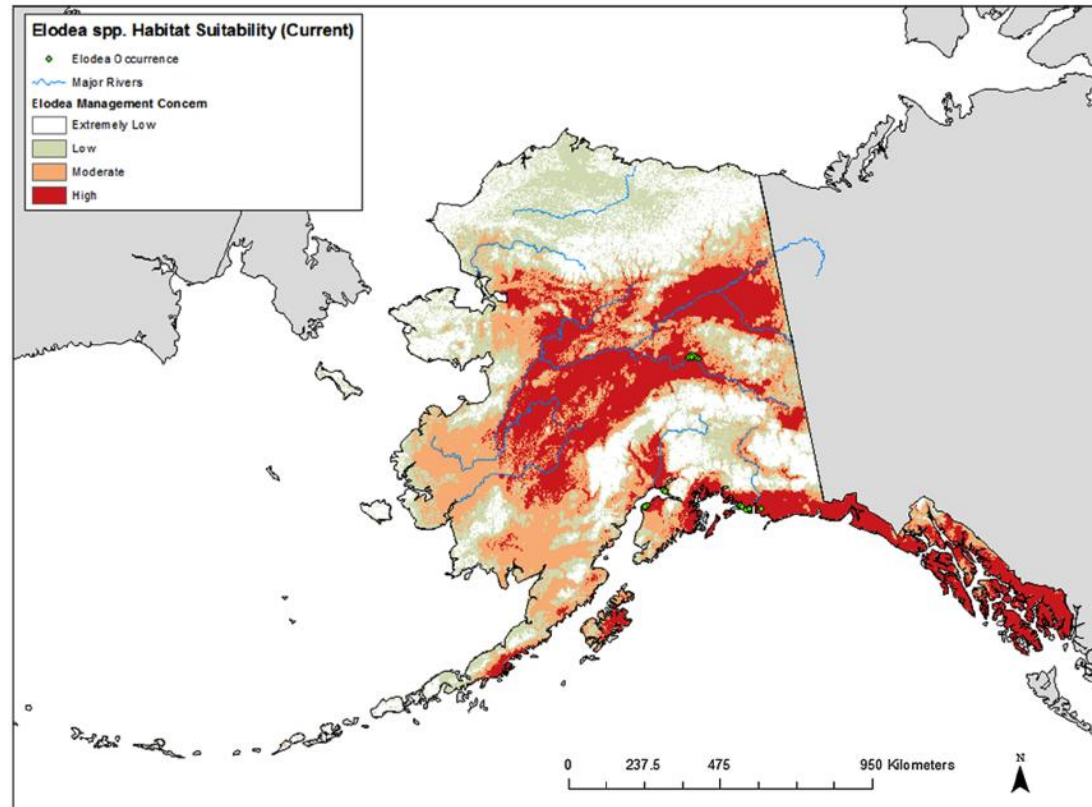 Elodea spp. Habitat Suitability (Current)
Elodea Occurrence
Major Rivers
Elodea Management Concern
Extremely Low
Low
Moderate
High
0 237.5 475 950 Kilometers
N